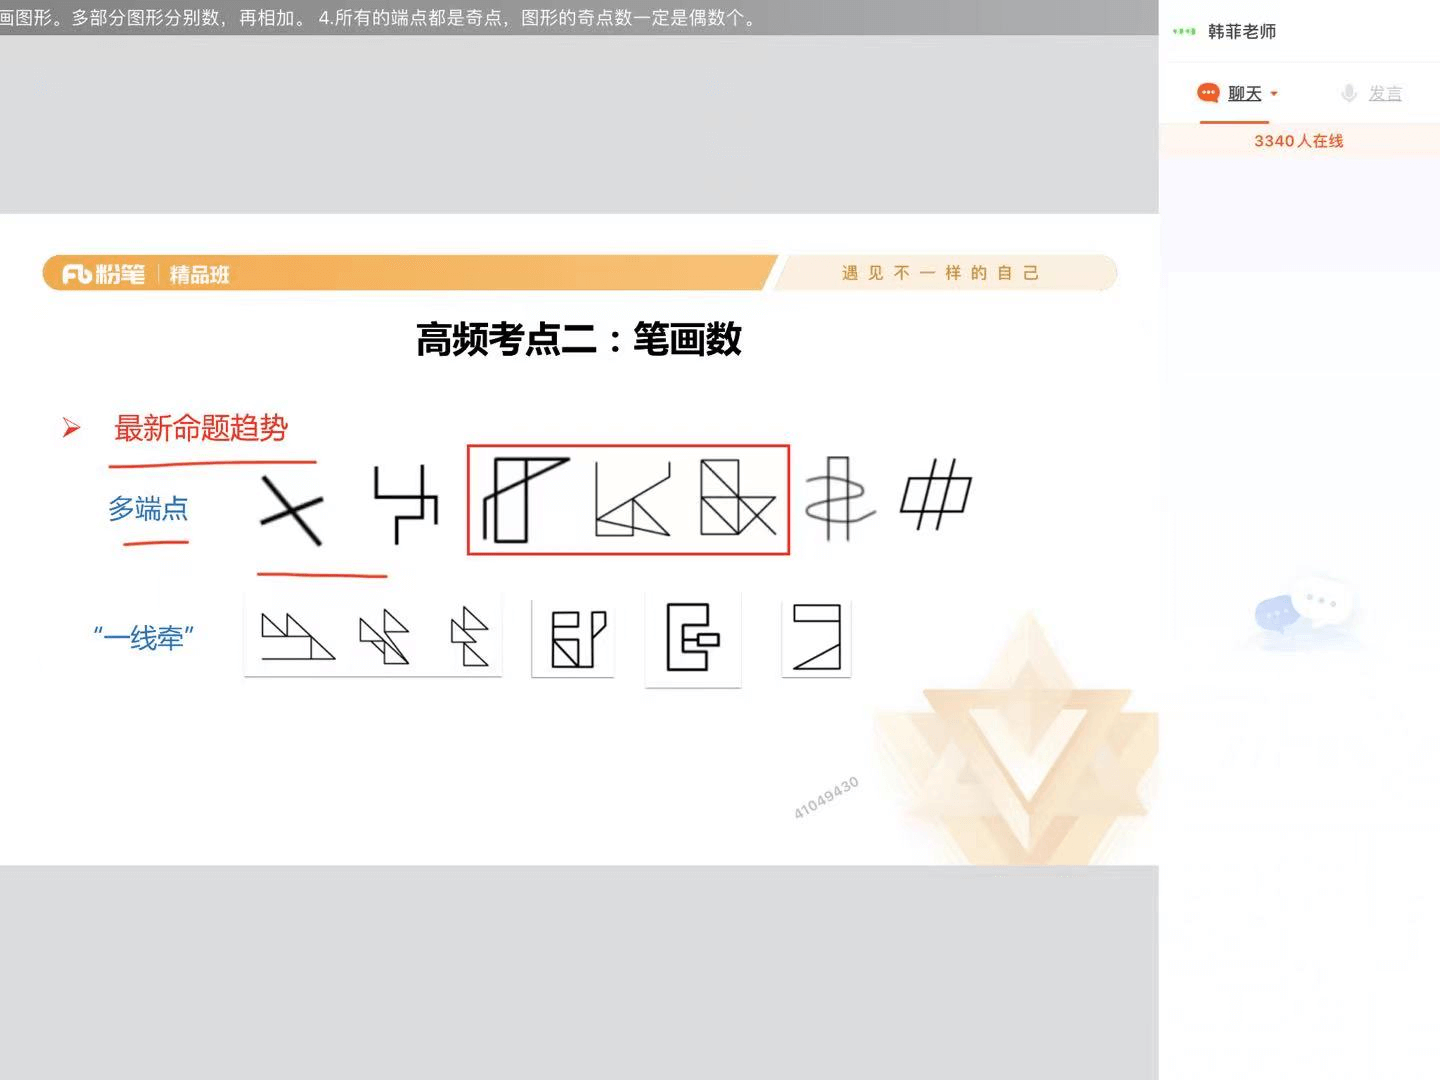 画图形。多部分图形分别数，再相加。 4.所有的端点都是奇点，图形的奇点数一定是偶数个。
韩菲老师
聊天
发言
3340人在线
粉笔 精品班
遇见不一样的自己
高频考点二：笔画数
最新命题趋势
多端点
“一线牵”
41049430